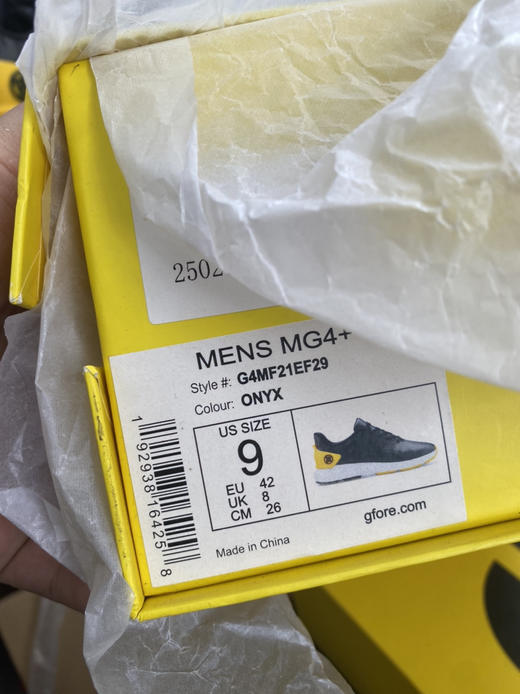 2502
MENS MG4+
Style #: G4MF21EF29
Colour: ONYX
US SIZE
9
EU 42
UK 8
CM 26
gfore.com
Made in China
1 92938 16425 8